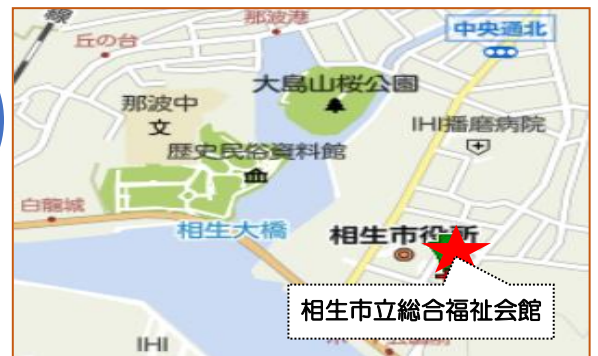 線
那波港
丘の台
中央通北
大島山桜公園
那波中
文
IHI播磨病院
歴史民俗資料館
白龍城
相生大橋
相生市役所
相生市立総合福祉会館
IHI